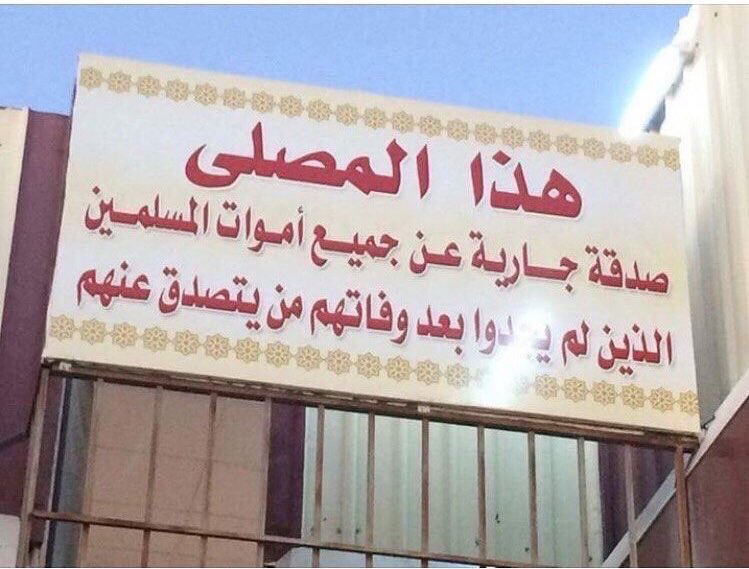 هذا المصلى
صدقة جارية عن جميع أموات المسلمين
الذين لم يجدوا بعد وفاتهم من يتصدق عنهم